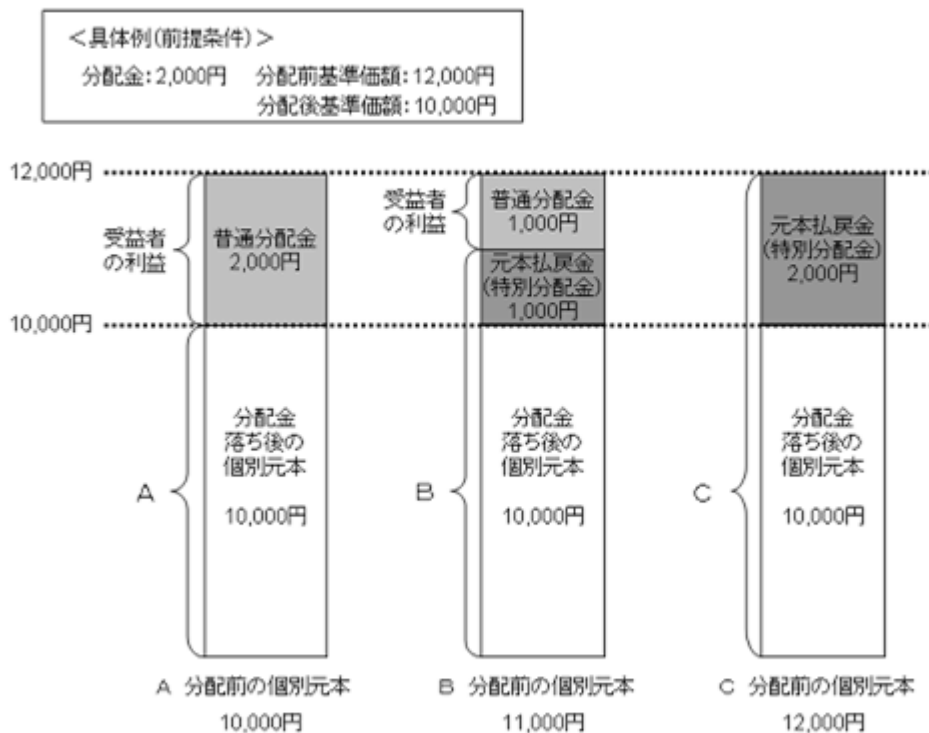 ＜具体例(前提条件)＞
分配金：2,000円　分配前基準価額：12,000円
分配後基準価額：10,000円
12,000円
10,000円
受益者
の利益
普通分配金
2,000円
分配金
落ち後の
個別元本
10,000円
A
A 分配前の個別元本
10,000円
受益者
の利益
普通分配金
1,000円
元本払戻金
(特別分配金)
1,000円
分配金
落ち後の
個別元本
10,000円
B
B 分配前の個別元本
11,000円
元本払戻金
(特別分配金)
2,000円
分配金
落ち後の
個別元本
10,000円
C
C 分配前の個別元本
12,000円